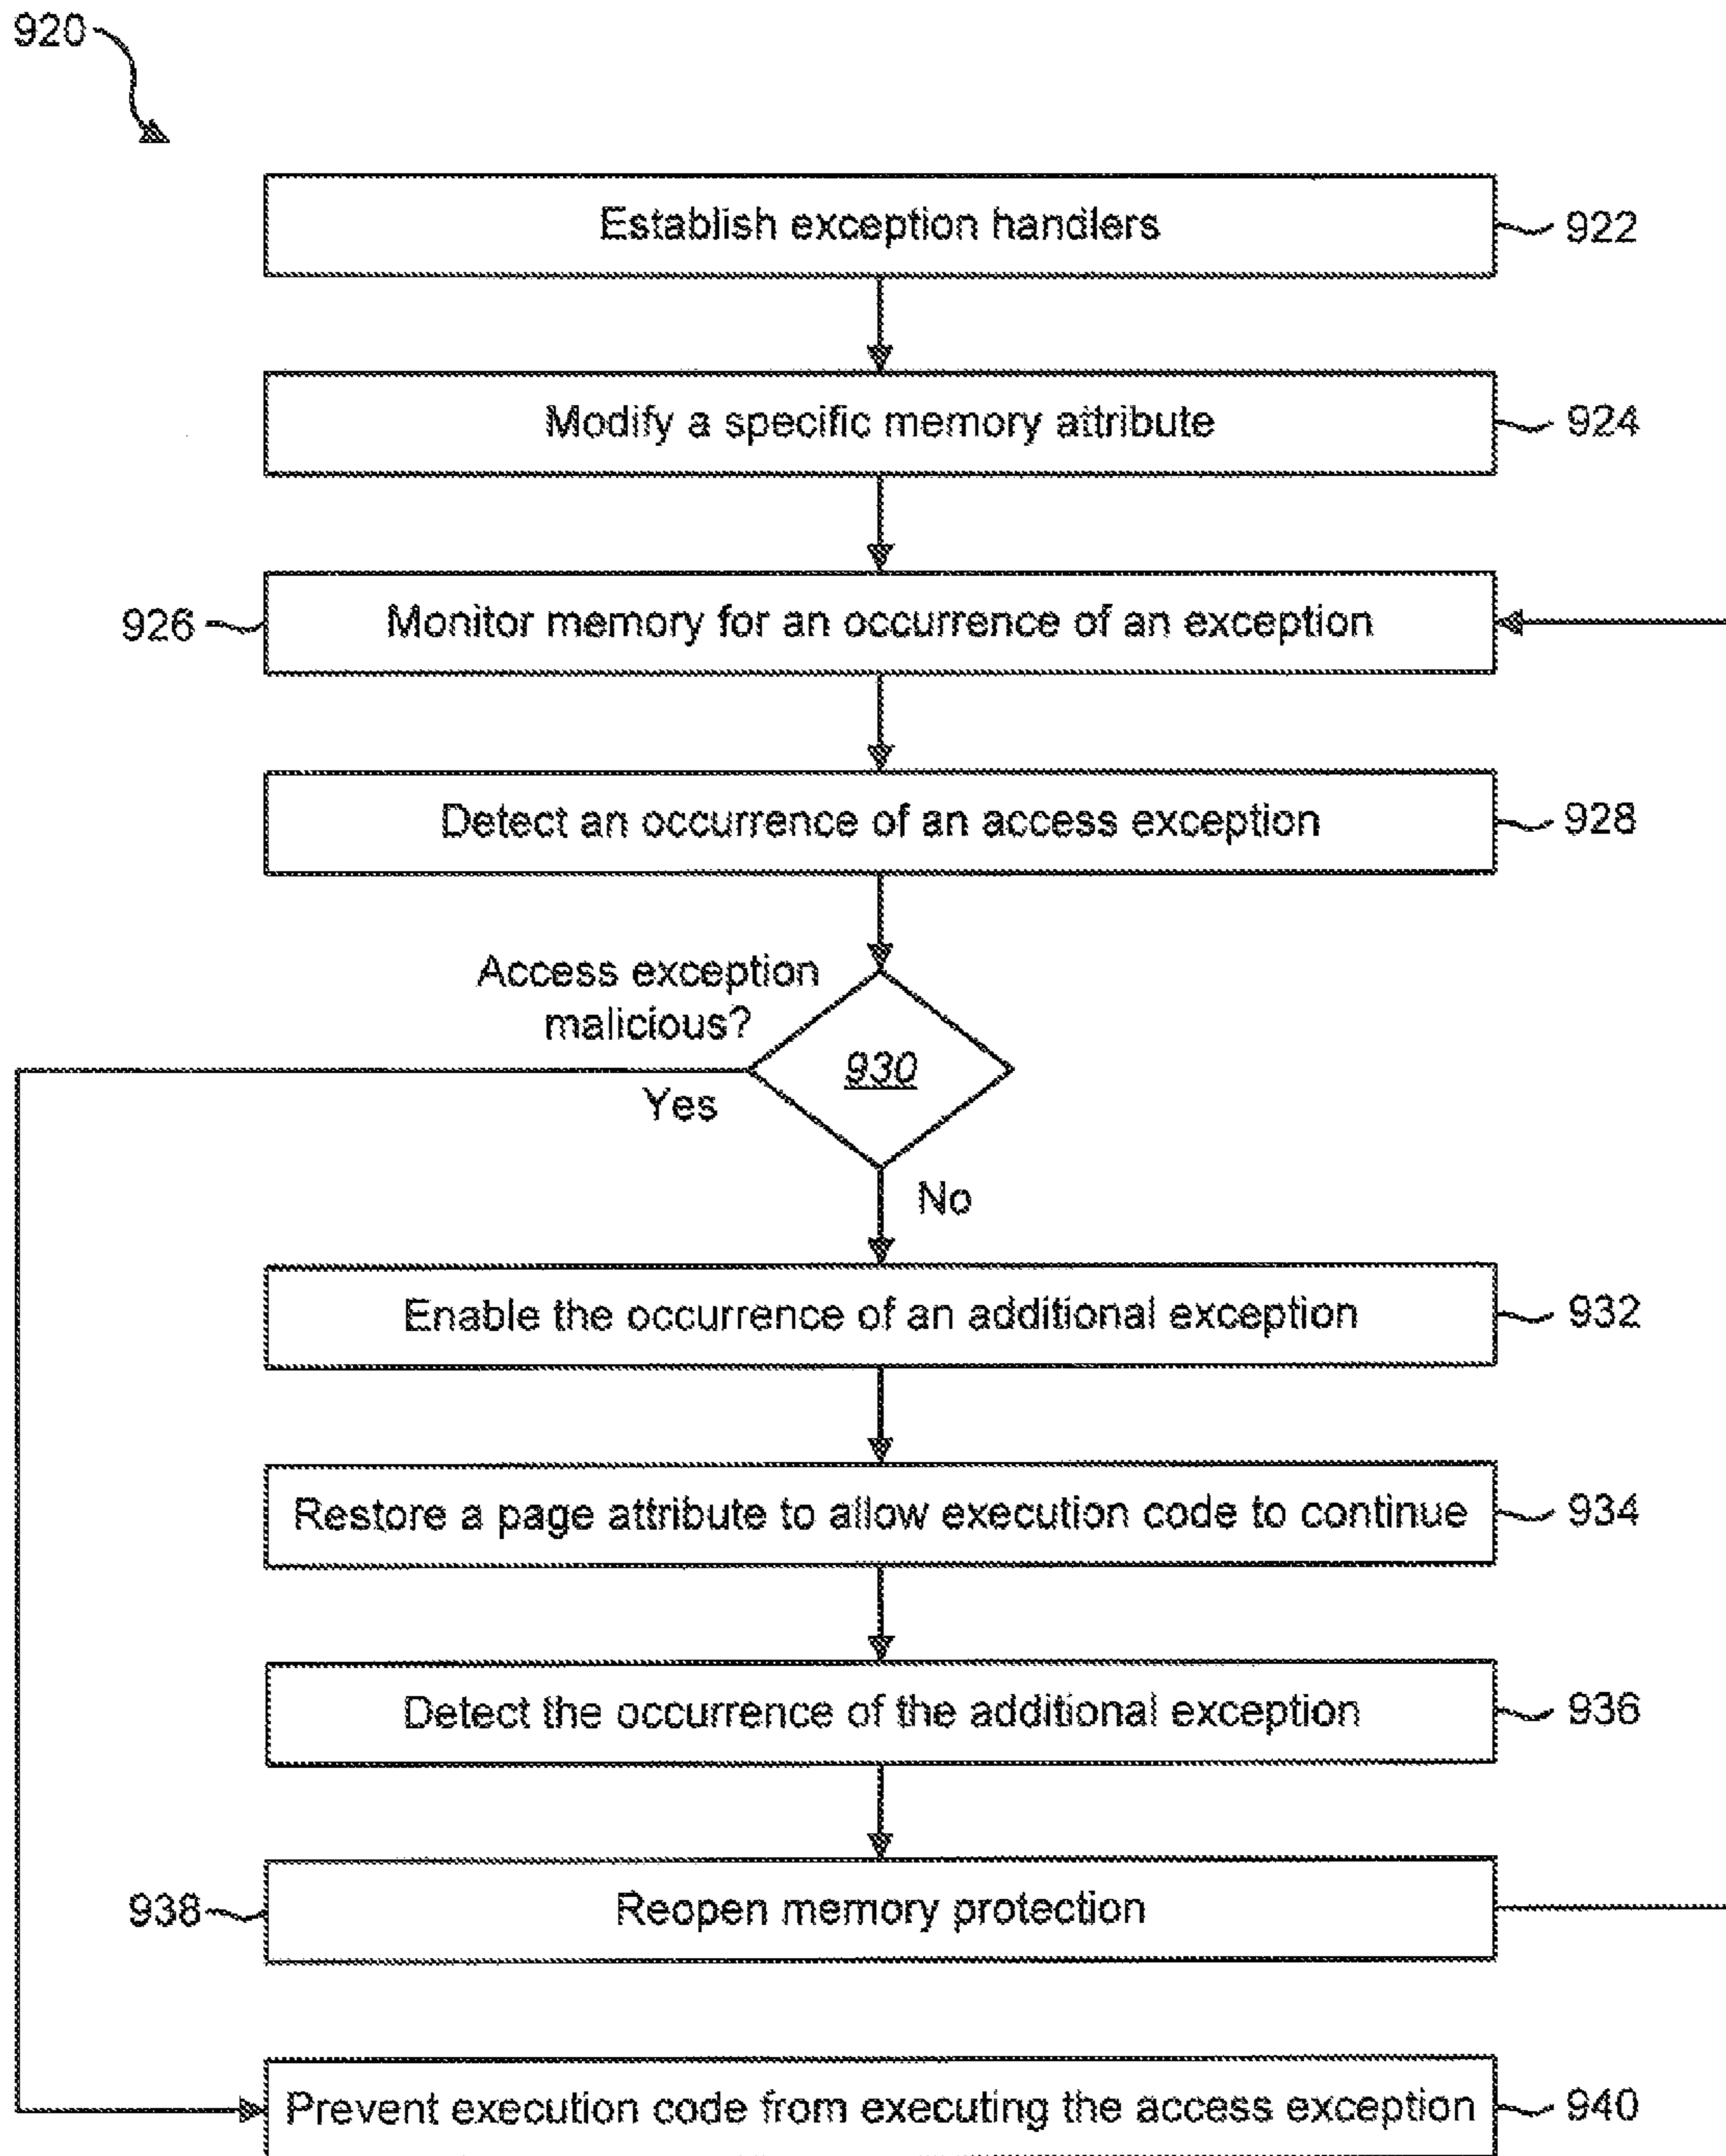 920
Establish exception handlers
922
Modify a specific memory attribute
924
Monitor memory for an occurrence of an exception
926
Detect an occurrence of an access exception
928
Access exception
malicious?
930
Yes
No
Enable the occurrence of an additional exception
932
Restore a page attribute to allow execution code to continue
934
Detect the occurrence of the additional exception
936
Reopen memory protection
938
Prevent execution code from executing the access exception
940